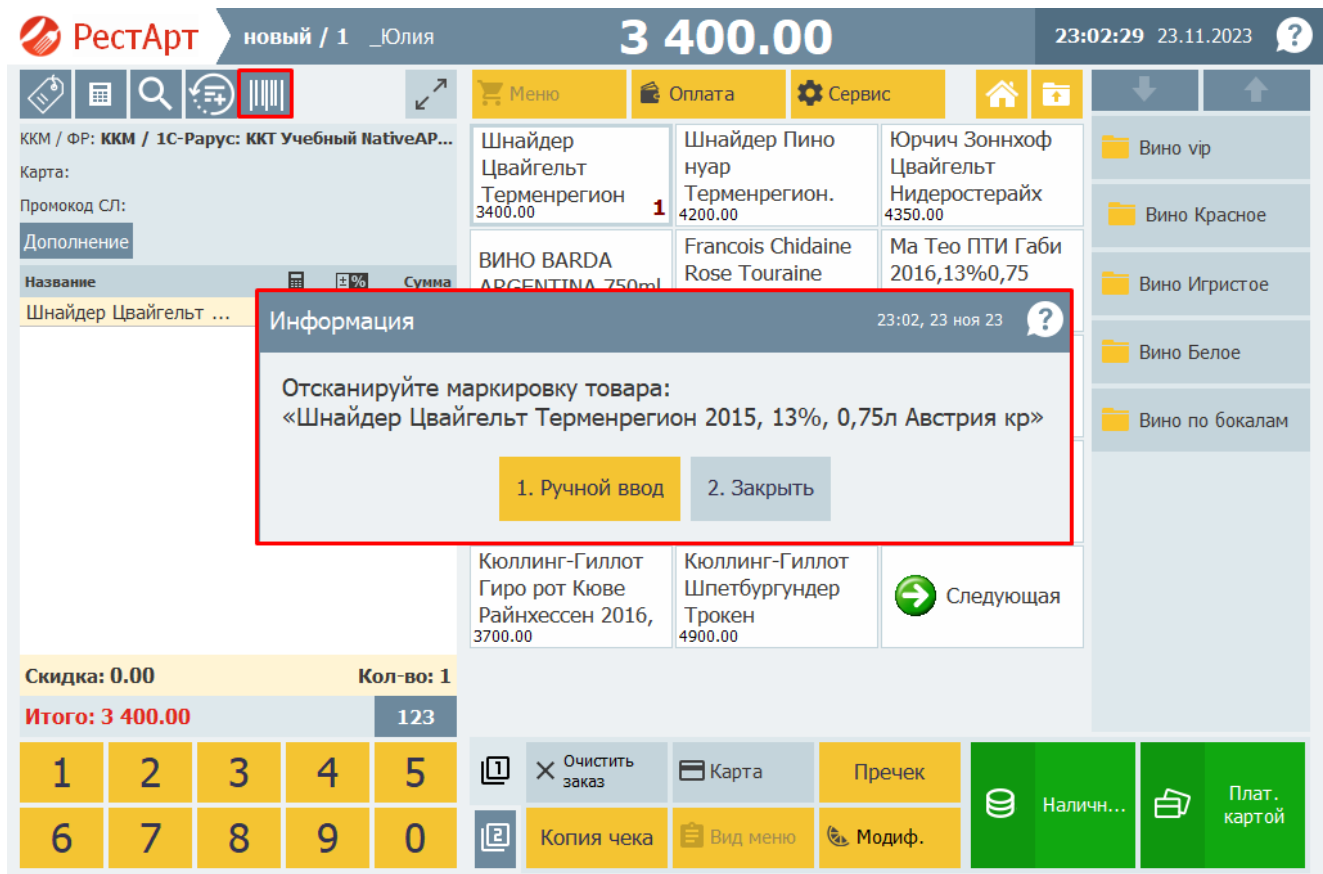 РестАрт
новый / 1 _Юлия
3 400.00
23:02:29 23.11.2023
?
ККМ / ФР: ККМ / 1С-Рарус: ККТ Учебный NativeAP...
Карта:
Промокод СЛ:
Дополнение
Название ±% Сумма
Шнайдер Цвайгельт ...
Меню
Оплата
Сервис
Шнайдер
Цвайгельт
Терменрегион
3400.00 1
Шнайдер Пино
нуар
Терменрегион.
4200.00
Юрчич Зоннхоф
Цвайгельт
Нидеростерайх
4350.00
ВИНО BARDA
ARGENTINA 750ml
Francois Chidaine
Rose Touraine
Ма Тео ПТИ Габи
2016,13%0,75
Информация
23:02, 23 ноя 23
?
Отсканируйте маркировку товара:
«Шнайдер Цвайгельт Терменрегион 2015, 13%, 0,75л Австрия кр»
1. Ручной ввод
2. Закрыть
Кюллинг-Гиллот
Гиро рот Кюве
Райнхессен 2016,
3700.00
Кюллинг-Гиллот
Шпетбургундер
Трокен
4900.00
Следующая
Вино vip
Вино Красное
Вино Игристое
Вино Белое
Вино по бокалам
Скидка: 0.00 Кол-во: 1
Итого: 3 400.00
123
1 2 3 4 5
6 7 8 9 0
1
Очистить
заказ
Карта
Пречек
2
Копия чека
Вид меню
Модиф.
Наличн...
Плат.
картой